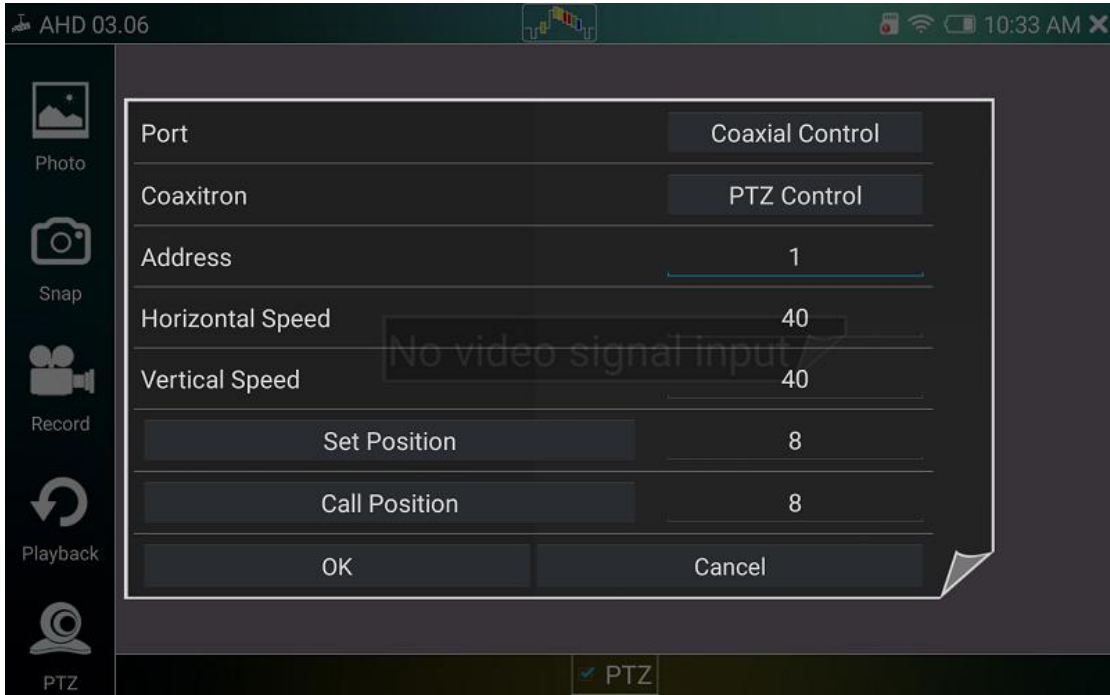 AHD 03.06
10:33 AM
Photo
Snap
Record
Playback
PTZ
Port Coaxial Control
Coaxitron PTZ Control
Address 1
Horizontal Speed 40
No video signal input
Vertical Speed 40
Set Position 8
Call Position 8
OK Cancel
PTZ